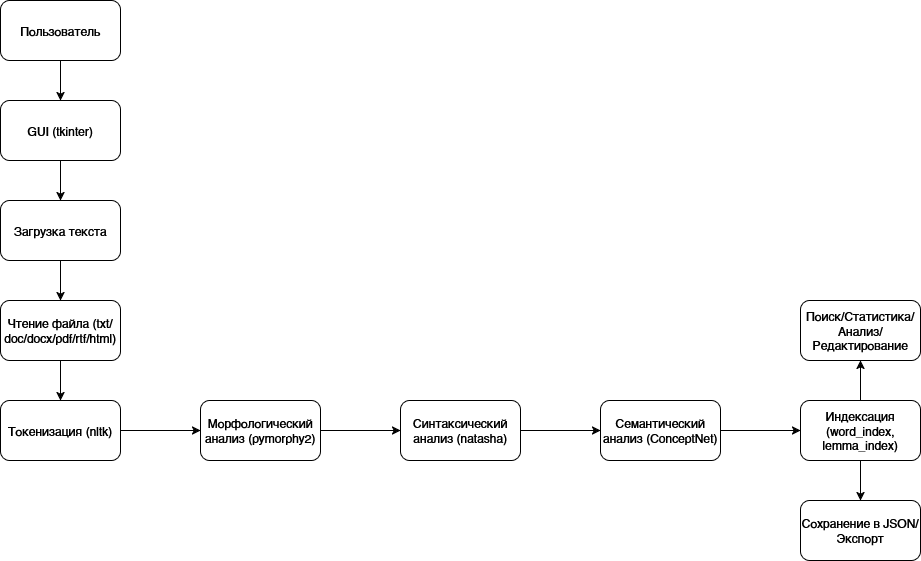 Пользователь
GUI (tkinter)
Загрузка текста
Чтение файла (txt/
doc/docx/pdf/rtf/html)
Токенизация (nltk)
Морфологический
анализ (pymorphy2)
Синтаксический
анализ (natasha)
Семантический
анализ (ConceptNet)
Поиск/Статистика/
Анализ/
Редактирование
Индексация
(word_index,
lemma_index)
Сохранение в JSON/
Экспорт